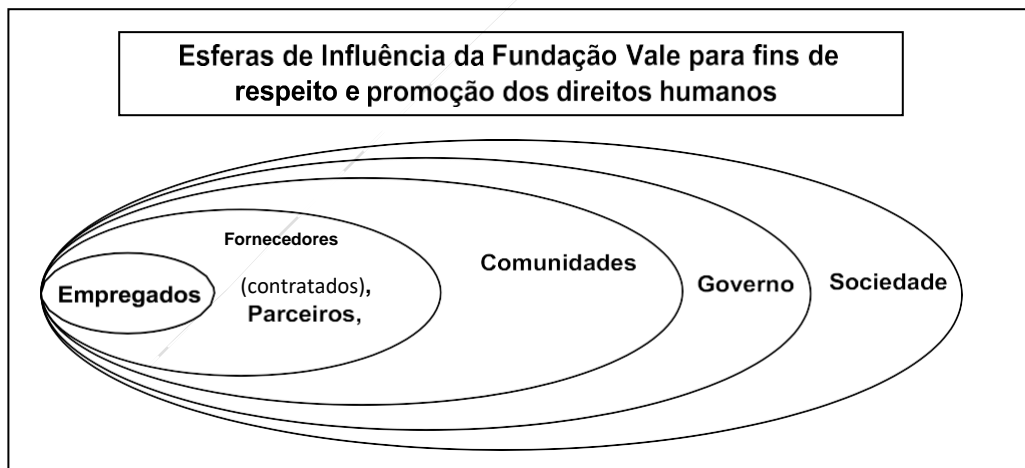 Esferas de Influência da Fundação Vale para fins de
respeito e promoção dos direitos humanos
Empregados
Fornecedores
(contratados),
Parceiros,
Comunidades
Governo
Sociedade